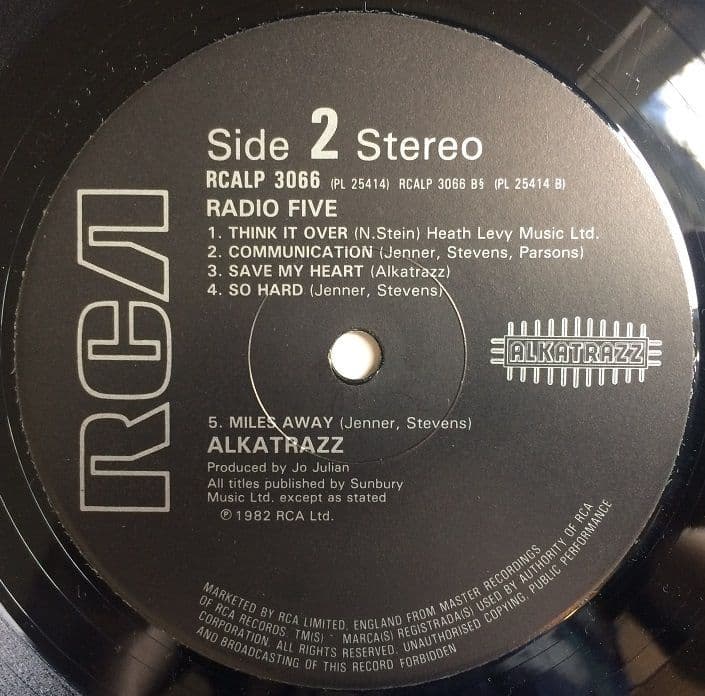 Side 2 Stereo
RCALP 3066 (PL 25414) RCALP 3066 B§ (PL 25414 B)
RADIO FIVE
1. THINK IT OVER (N.Stein) Heath Levy Music Ltd.
2. COMMUNICATION (Jenner, Stevens, Parsons)
3. SAVE MY HEART (Alkatrazz)
4. SO HARD (Jenner, Stevens)
RCA
ALKATRAZZ
5. MILES AWAY (Jenner, Stevens)
ALKATRAZZ
Produced by Jo Julian
All titles published by Sunbury
Music Ltd. except as stated
℗ 1982 RCA Ltd.
MARKETED BY RCA LIMITED, ENGLAND FROM MASTER RECORDINGS
OF RCA RECORDS. TM(S) - MARCA(S) REGISTRADA(S) USED BY AUTHORITY OF RCA
CORPORATION. ALL RIGHTS RESERVED. UNAUTHORISED COPYING, PUBLIC PERFORMANCE
AND BROADCASTING OF THIS RECORD FORBIDDEN